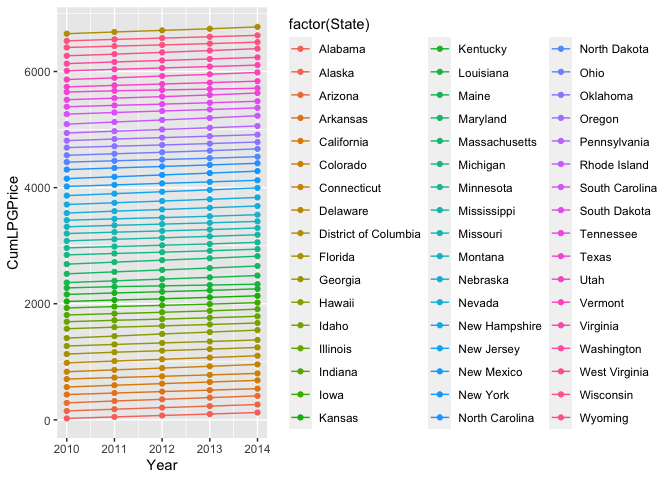 CumLPGPrice
6000
4000
2000
0
2010 2011 2012 2013 2014
Year
factor(State)
Alabama
Alaska
Arizona
Arkansas
California
Colorado
Connecticut
Delaware
District of Columbia
Florida
Georgia
Hawaii
Idaho
Illinois
Indiana
Iowa
Kansas
Kentucky
Louisiana
Maine
Maryland
Massachusetts
Michigan
Minnesota
Mississippi
Missouri
Montana
Nebraska
Nevada
New Hampshire
New Jersey
New Mexico
New York
North Carolina
North Dakota
Ohio
Oklahoma
Oregon
Pennsylvania
Rhode Island
South Carolina
South Dakota
Tennessee
Texas
Utah
Vermont
Virginia
Washington
West Virginia
Wisconsin
Wyoming